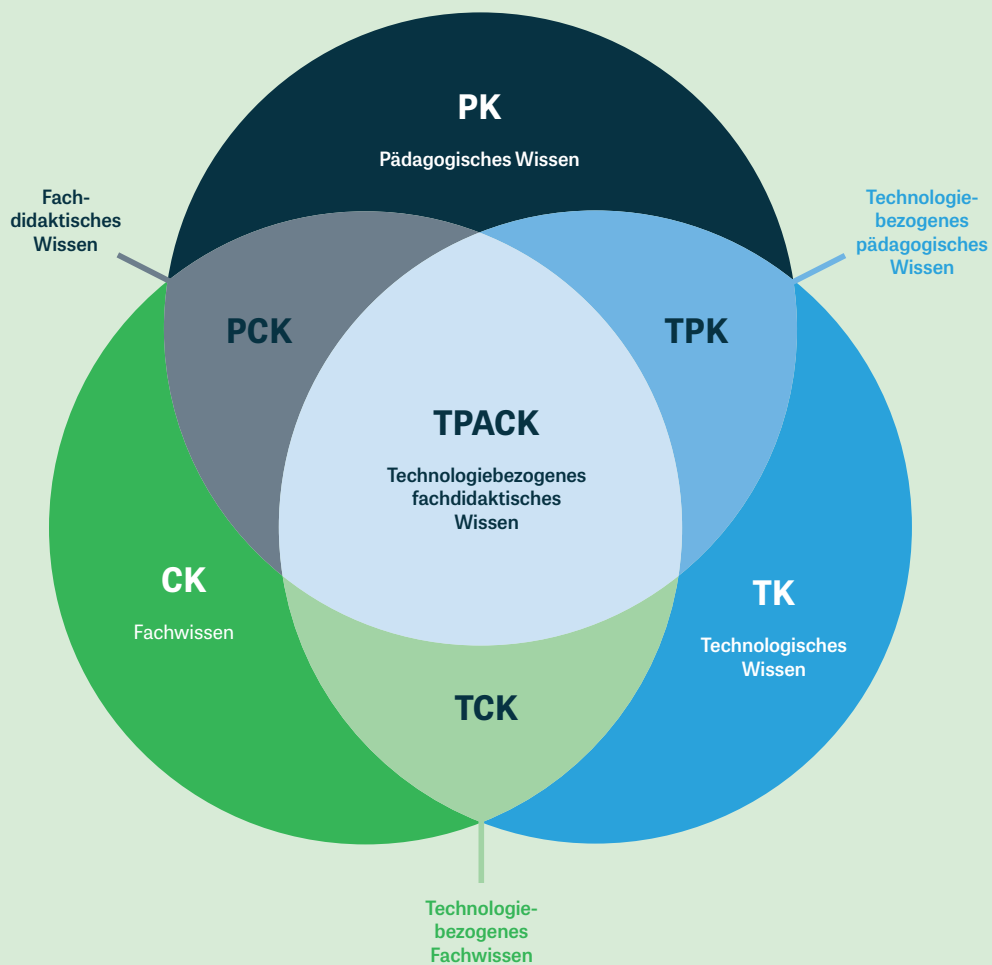 PK
Pädagogisches Wissen
Fach-
didaktisches
Wissen
Technologie-
bezogenes
pädagogisches
Wissen
PCK
TPK
TPACK
Technologiebezogenes
fachdidaktisches
Wissen
CK
Fachwissen
TK
Technologisches
Wissen
TCK
Technologie-
bezogenes
Fachwissen